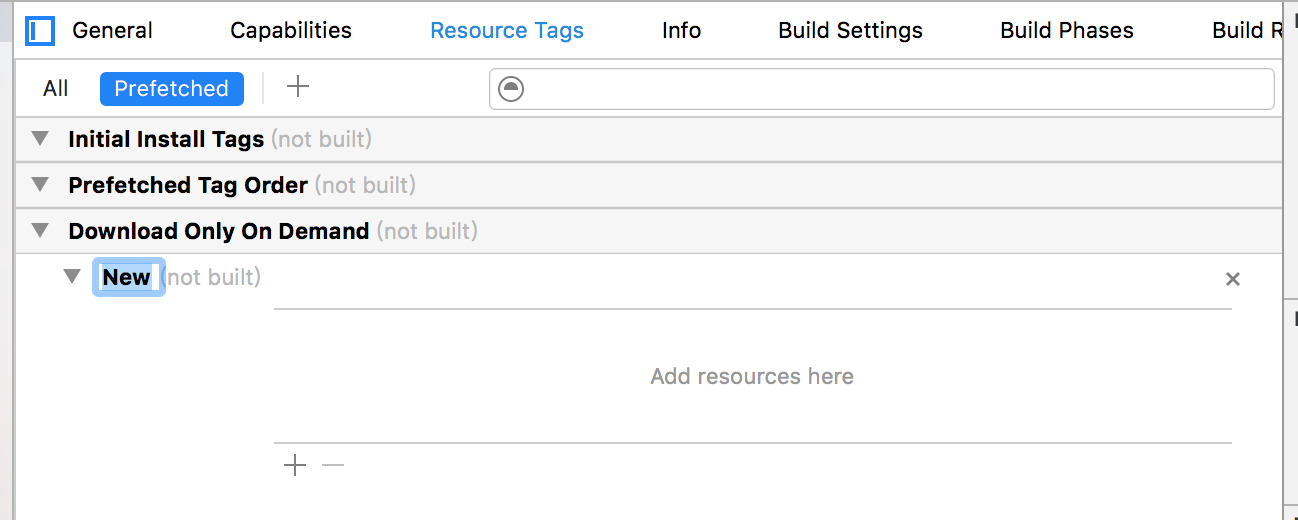 General Capabilities Resource Tags Info Build Settings Build Phases Build R
All Prefetched
Initial Install Tags (not built)
Prefetched Tag Order (not built)
Download Only On Demand (not built)
New (not built)
Add resources here